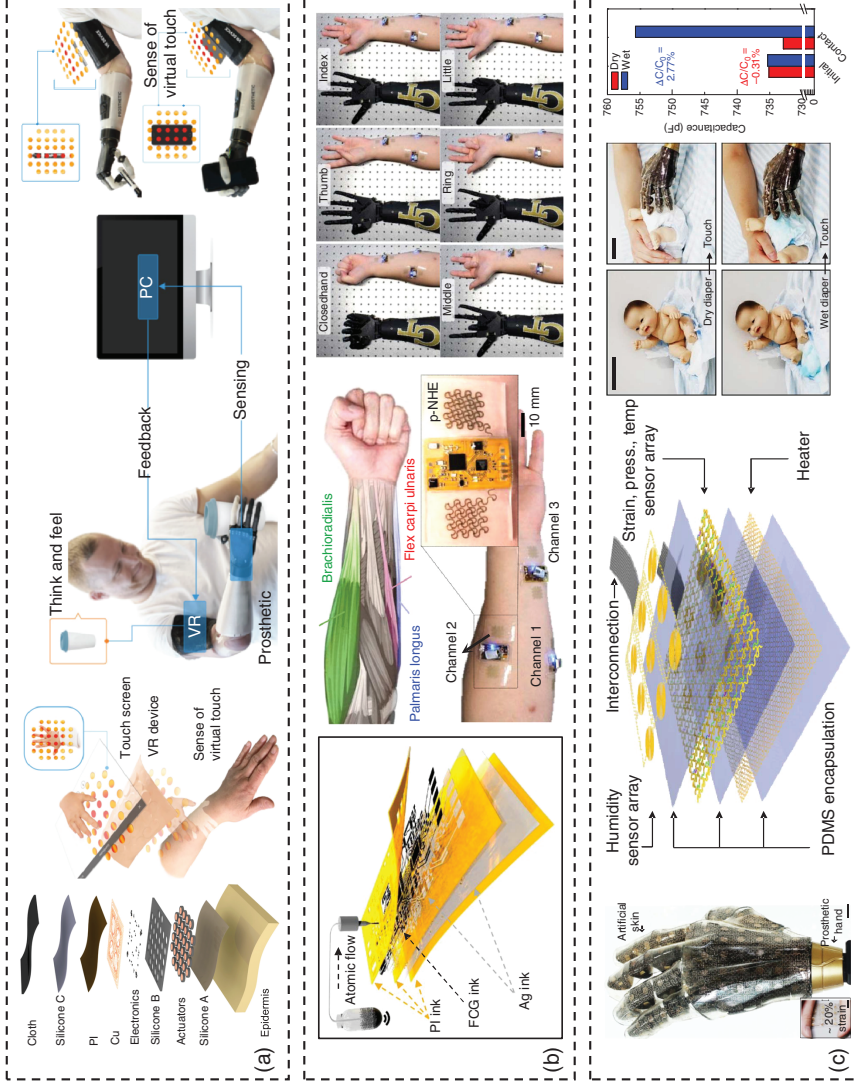 Cloth
Silicone C
PI
Cu
Electronics
Silicone B
Actuators
Silicone A
Epidermis
Touch screen
VR device
Sense of
virtual touch
Think and feel
VR
Prosthetic
Feedback
Sensing
PC
Sense of
virtual touch
(a)
Atomic flow
PI ink
FCG ink
Ag ink
Brachioradialis
Flex carpi ulnaris
Palmaris longus
Channel 2
Channel 1
Channel 3
p-NHE
10 mm
Closedhand
Thumb
Index
Middle
Ring
Little
(b)
Artificial
skin
Prosthetic
hand
~ 20%
strain
Humidity
sensor array
Interconnection
Strain, press., temp
sensor array
PDMS encapsulation
Heater
Dry diaper
Touch
Wet diaper
Touch
760
755
750
745
740
735
730
0
Capacitance (pF)
Dry
Wet
ΔC/C0 =
2.77%
ΔC/C0 =
−0.31%
Initial
Contact
(c)